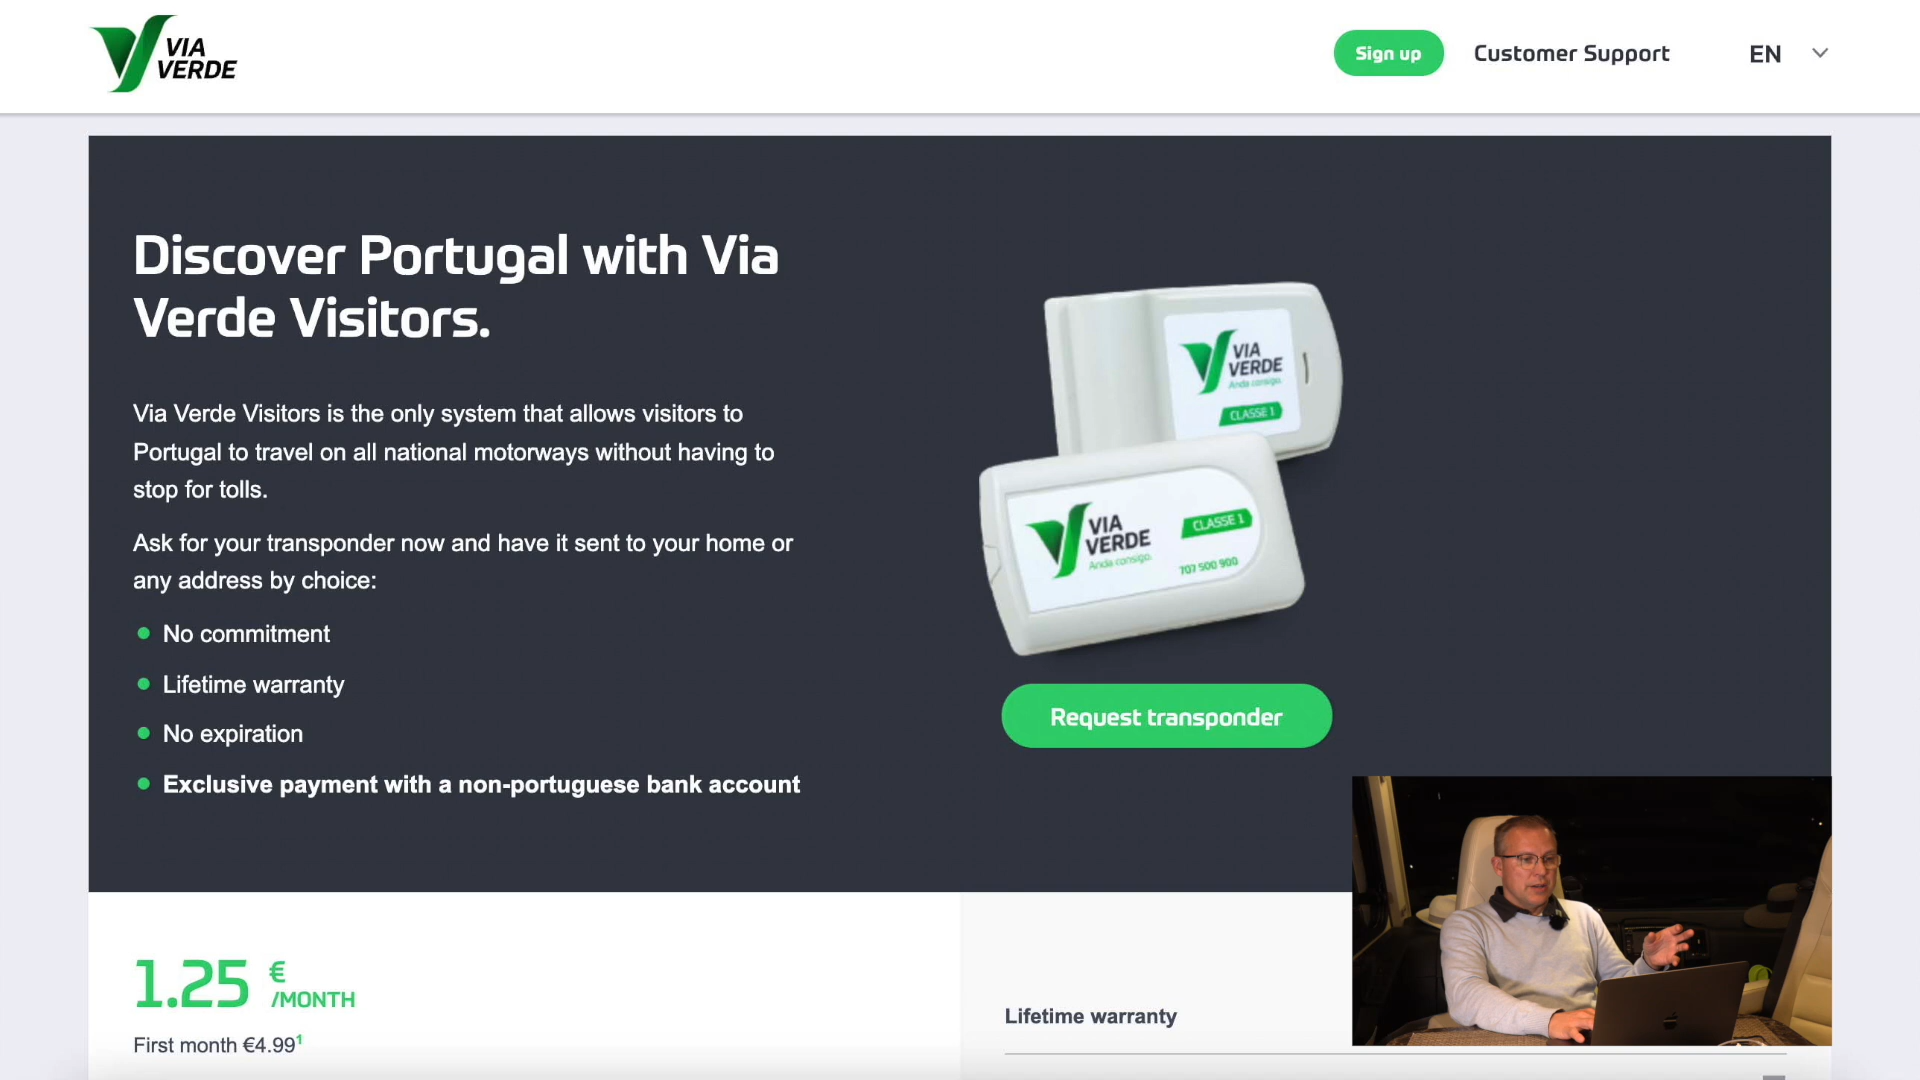 VIA
VERDE
Sign up
Customer Support
EN
Discover Portugal with Via
Verde Visitors.
Via Verde Visitors is the only system that allows visitors to
Portugal to travel on all national motorways without having to
stop for tolls.
Ask for your transponder now and have it sent to your home or
any address by choice:
No commitment
Lifetime warranty
No expiration
Exclusive payment with a non-portuguese bank account
VIA
VERDE
Anda consigo.
CLASSE 1
VIA
VERDE
Anda consigo.
CLASSE 1
707 500 900
Request transponder
1.25 €
/MONTH
First month €4.99¹
Lifetime warranty